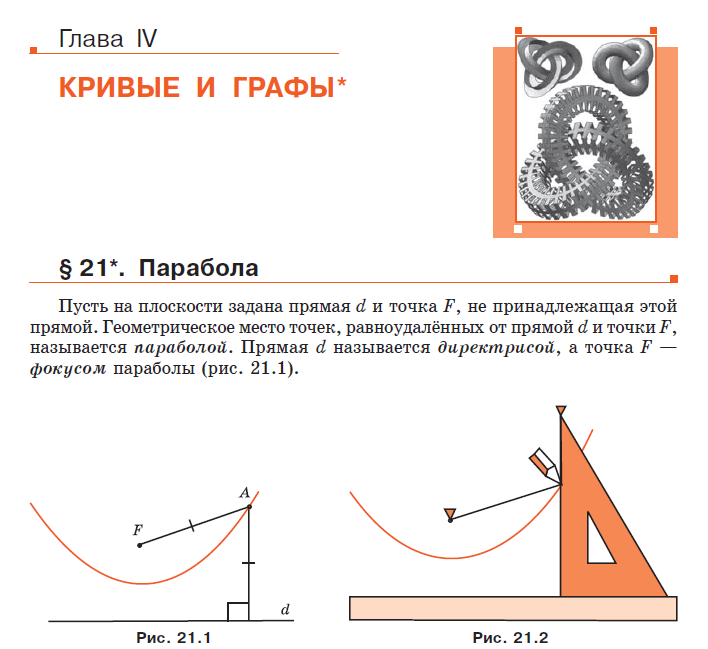 Глава IV
КРИВЫЕ И ГРАФЫ*
§ 21*. Парабола
Пусть на плоскости задана прямая d и точка F, не принадлежащая этой
прямой. Геометрическое место точек, равноудалённых от прямой d и точки F,
называется параболой. Прямая d называется директрисой, а точка F —
фокусом параболы (рис. 21.1).
A
F
d
Рис. 21.1
Рис. 21.2